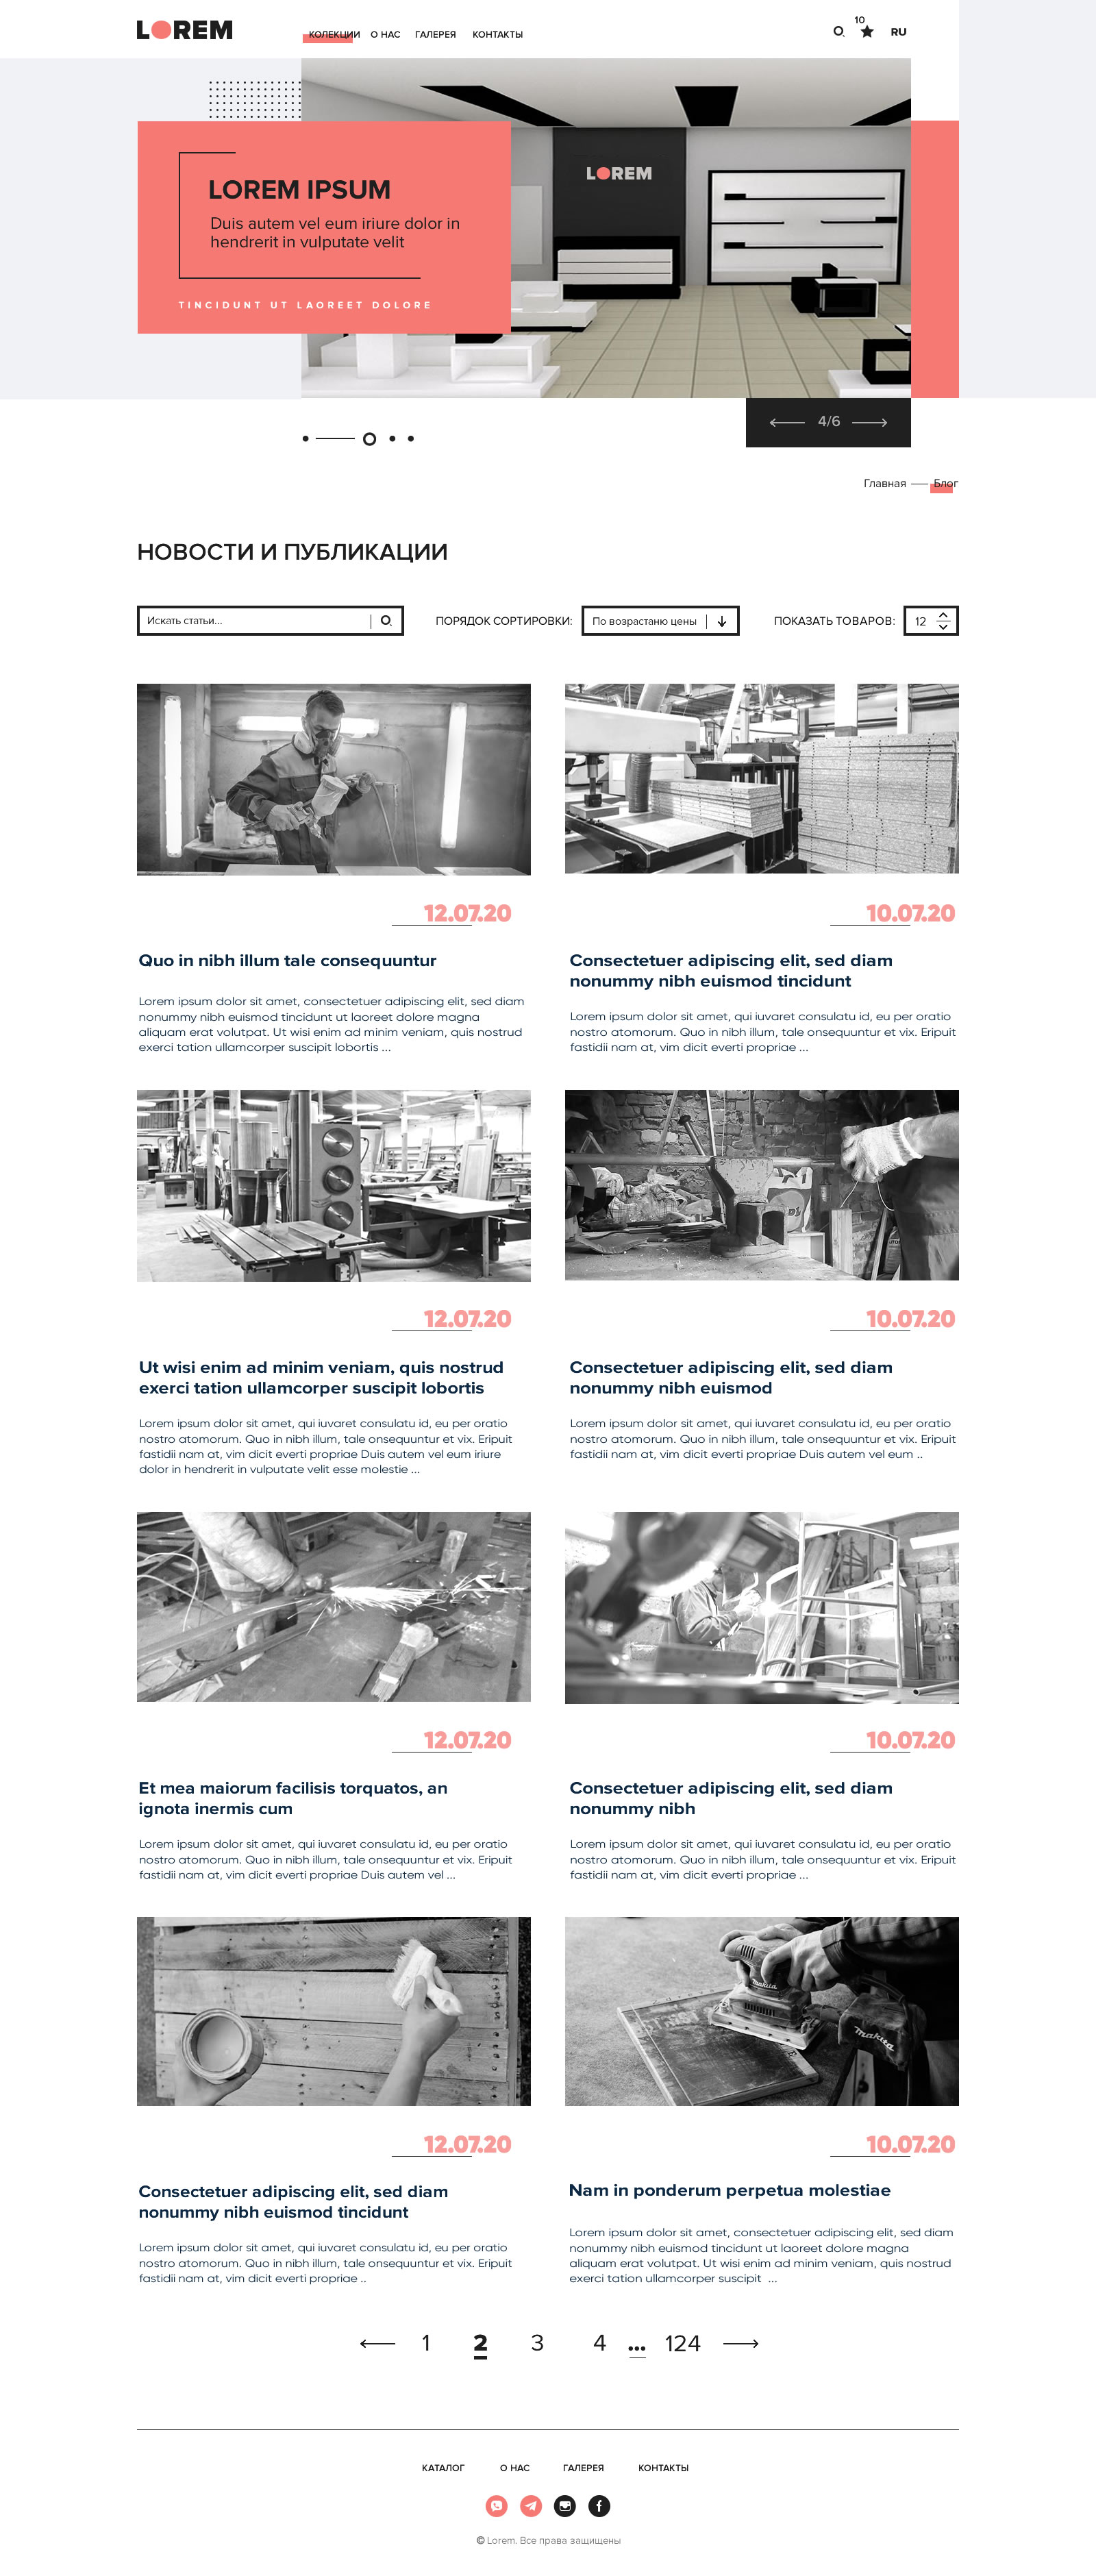 LOREM
КОЛЕКЦИИ О НАС ГАЛЕРЕЯ КОНТАКТЫ
10
RU
LOREM
LOREM IPSUM
Duis autem vel eum iriure dolor in
hendrerit in vulputate velit
TINCIDUNT UT LAOREET DOLORE
4/6
Главная — Блог
НОВОСТИ И ПУБЛИКАЦИИ
Искать статьи...
ПОРЯДОК СОРТИРОВКИ:
По возрастаню цены
ПОКАЗАТЬ ТОВАРОВ:
12
12.07.20
Quo in nibh illum tale consequuntur
Lorem ipsum dolor sit amet, consectetuer adipiscing elit, sed diam
nonummy nibh euismod tincidunt ut laoreet dolore magna
aliquam erat volutpat. Ut wisi enim ad minim veniam, quis nostrud
exerci tation ullamcorper suscipit lobortis ...
10.07.20
Consectetuer adipiscing elit, sed diam
nonummy nibh euismod tincidunt
Lorem ipsum dolor sit amet, qui iuvaret consulatu id, eu per oratio
nostro atomorum. Quo in nibh illum, tale onsequuntur et vix. Eripuit
fastidii nam at, vim dicit everti propriae ...
12.07.20
Ut wisi enim ad minim veniam, quis nostrud
exerci tation ullamcorper suscipit lobortis
Lorem ipsum dolor sit amet, qui iuvaret consulatu id, eu per oratio
nostro atomorum. Quo in nibh illum, tale onsequuntur et vix. Eripuit
fastidii nam at, vim dicit everti propriae Duis autem vel eum iriure
dolor in hendrerit in vulputate velit esse molestie ...
10.07.20
Consectetuer adipiscing elit, sed diam
nonummy nibh euismod
Lorem ipsum dolor sit amet, qui iuvaret consulatu id, eu per oratio
nostro atomorum. Quo in nibh illum, tale onsequuntur et vix. Eripuit
fastidii nam at, vim dicit everti propriae Duis autem vel eum ..
12.07.20
Et mea maiorum facilisis torquatos, an
ignota inermis cum
Lorem ipsum dolor sit amet, qui iuvaret consulatu id, eu per oratio
nostro atomorum. Quo in nibh illum, tale onsequuntur et vix. Eripuit
fastidii nam at, vim dicit everti propriae Duis autem vel ...
10.07.20
Consectetuer adipiscing elit, sed diam
nonummy nibh
Lorem ipsum dolor sit amet, qui iuvaret consulatu id, eu per oratio
nostro atomorum. Quo in nibh illum, tale onsequuntur et vix. Eripuit
fastidii nam at, vim dicit everti propriae ...
12.07.20
Consectetuer adipiscing elit, sed diam
nonummy nibh euismod tincidunt
Lorem ipsum dolor sit amet, qui iuvaret consulatu id, eu per oratio
nostro atomorum. Quo in nibh illum, tale onsequuntur et vix. Eripuit
fastidii nam at, vim dicit everti propriae ..
makita
makita
10.07.20
Nam in ponderum perpetua molestiae
Lorem ipsum dolor sit amet, consectetuer adipiscing elit, sed diam
nonummy nibh euismod tincidunt ut laoreet dolore magna
aliquam erat volutpat. Ut wisi enim ad minim veniam, quis nostrud
exerci tation ullamcorper suscipit ...
1 2 3 4 ... 124
КАТАЛОГ О НАС ГАЛЕРЕЯ КОНТАКТЫ
© Lorem. Все права защищены